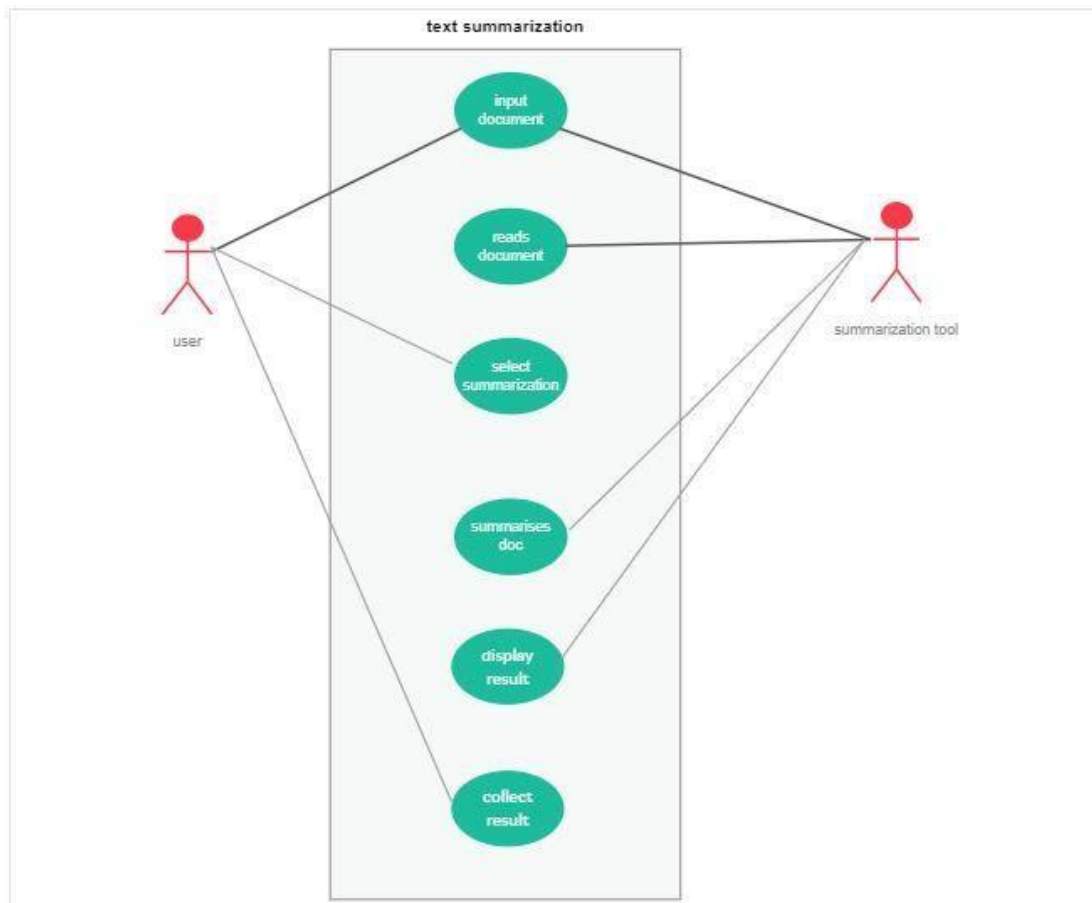 text summarization
input
document
reads
document
user
summarization tool
select
summarization
summarises
doc
display
result
collect
result